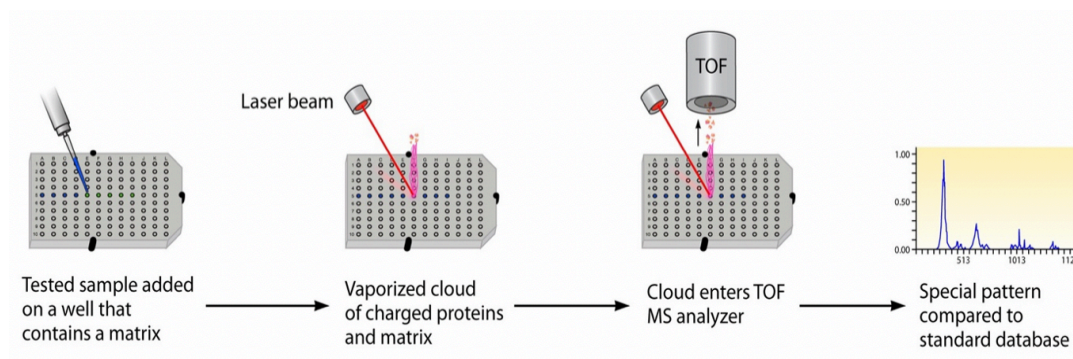 TOF
Laser beam
1.00
0.50
0.00
513
1013
112
Tested sample added
on a well that
contains a matrix
Vaporized cloud
of charged proteins
and matrix
Cloud enters TOF
MS analyzer
Special pattern
compared to
standard database